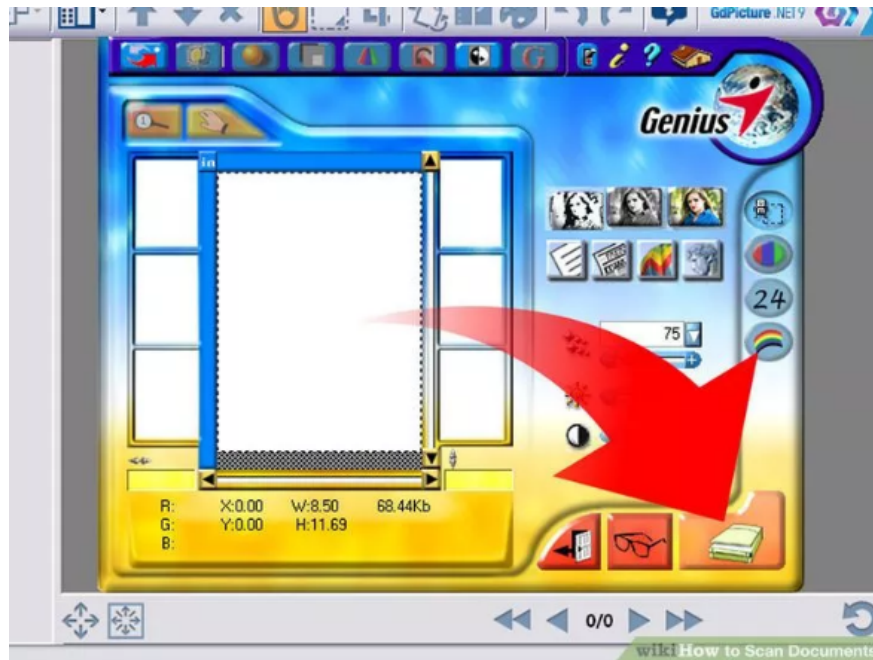 GdPicture .NET 9
G
i
?
Genius
1
in
24
75
R: X:0.00 W:8.50 68.44Kb
G: Y:0.00 H:11.69
B:
0/0
wikiHow to Scan Documents